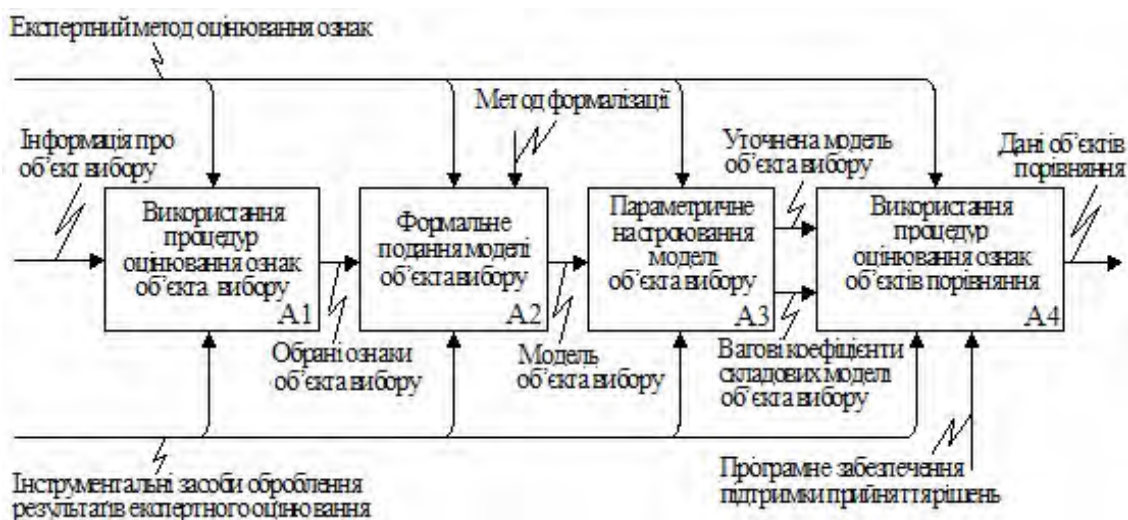 Експертний метод оцінювання ознак
Метод формалізації
Інформація про
об’єкт вибору
Уточнена модель
об’єкта вибору
Дані об’єктів
порівняння
Використання
процедур
оцінювання ознак
об’єкта вибору
A1
Формальне
подання моделі
об’єкта вибору
A2
Параметричне
настроювання
моделі
об’єкта вибору
A3
Використання
процедур
оцінювання ознак
об’єктів порівняння
A4
Обрані ознаки
об’єкта вибору
Модель
об’єкта вибору
Вагові коефіцієнти
складових моделі
об’єкта вибору
Інструментальні засоби оброблення
результатів експертного оцінювання
Програмне забезпечення
підтримки прийняття рішень